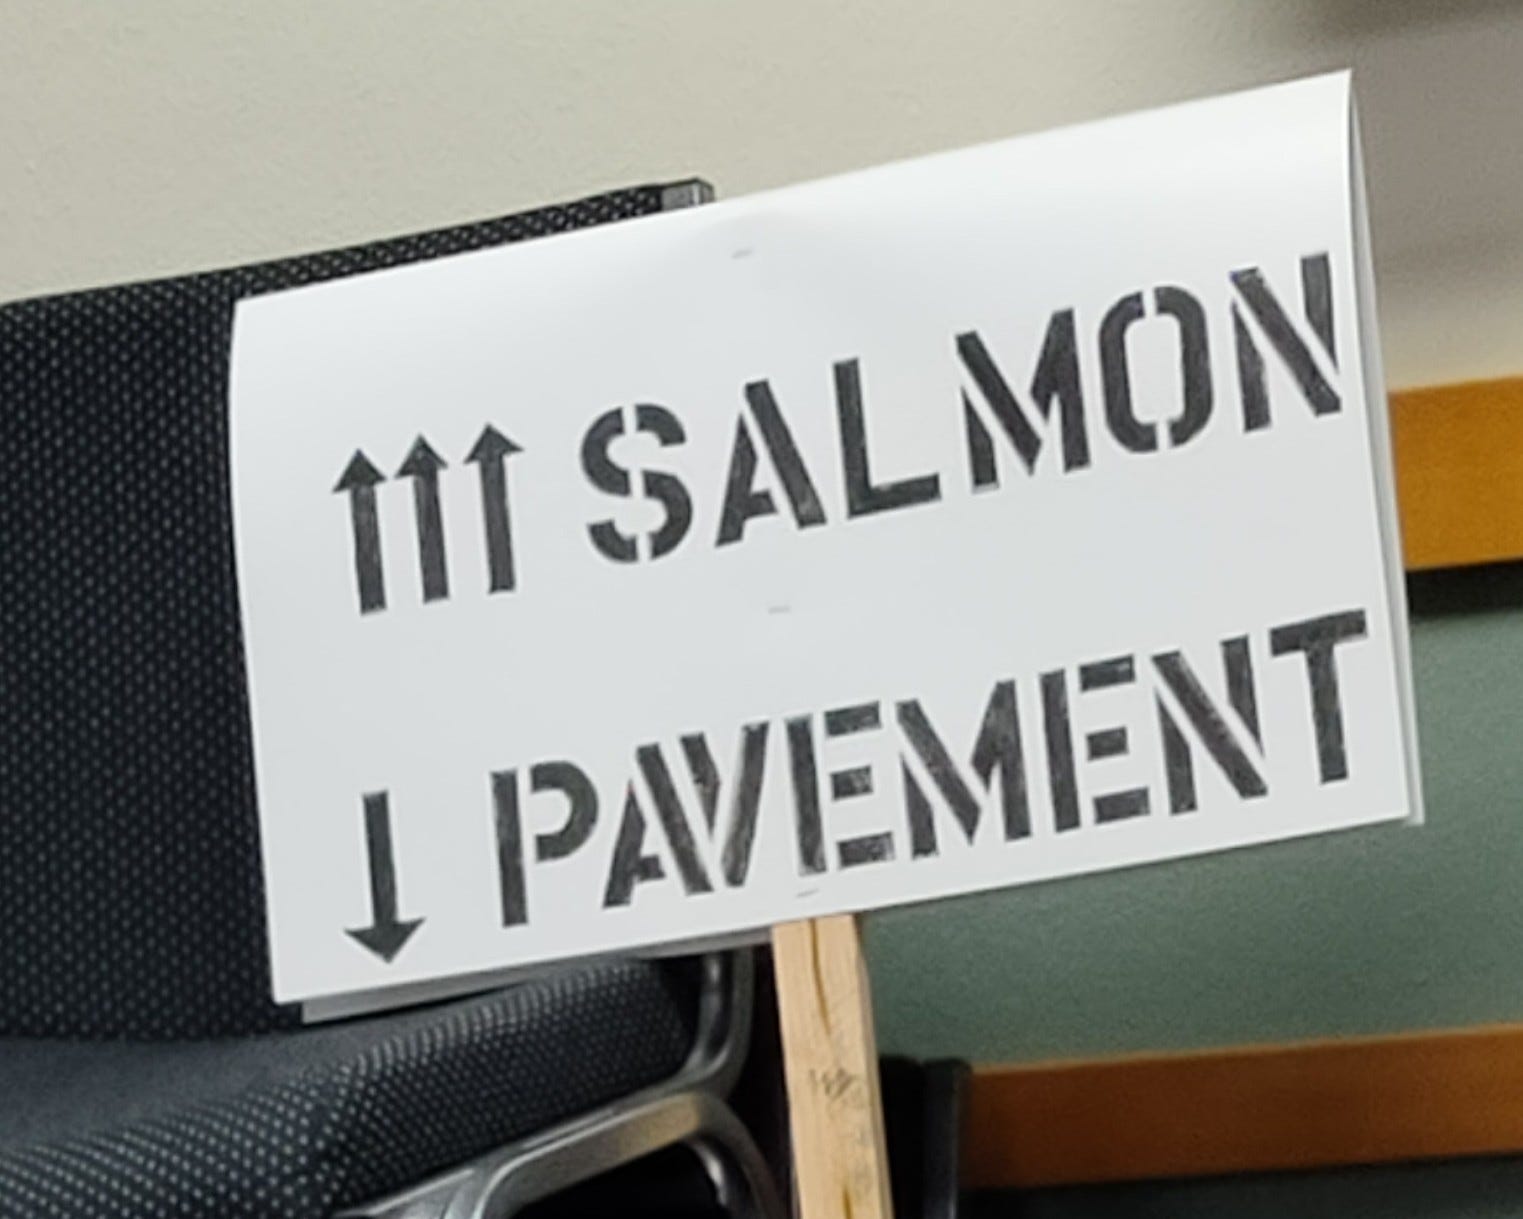 ↑↑↑ SALMON
↓ PAVEMENT